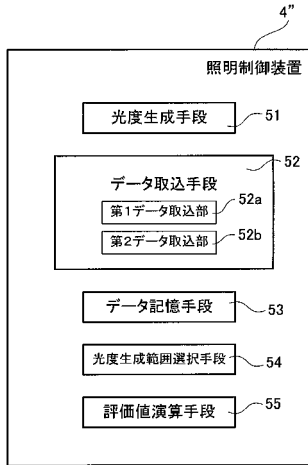 4”
照明制御装置
光度生成手段
51
52
データ取込手段
第1データ取込部
52a
第2データ取込部
52b
データ記憶手段
53
光度生成範囲選択手段
54
評価値演算手段
55